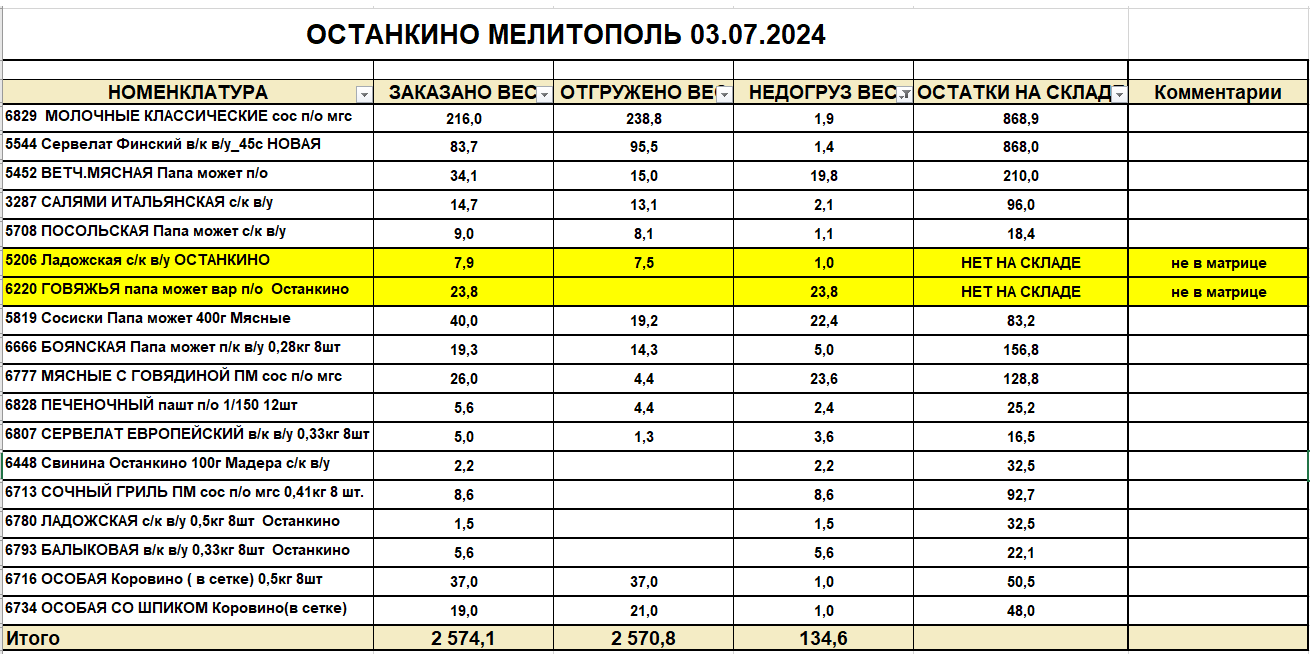 ОСТАНКИНО МЕЛИТОПОЛЬ 03.07.2024
НОМЕНКЛАТУРА ЗАКАЗАНО ВЕС ОТГРУЖЕНО ВЕС НЕДОГРУЗ ВЕС ОСТАТКИ НА СКЛАД Комментарии
6829 МОЛОЧНЫЕ КЛАССИЧЕСКИЕ сос п/о мгс 216,0 238,8 1,9 868,9
5544 Сервелат Финский в/к в/у_45с НОВАЯ 83,7 95,5 1,4 868,0
5452 ВЕТЧ.МЯСНАЯ Папа может п/о 34,1 15,0 19,8 210,0
3287 САЛЯМИ ИТАЛЬЯНСКАЯ с/к в/у 14,7 13,1 2,1 96,0
5708 ПОСОЛЬСКАЯ Папа может с/к в/у 9,0 8,1 1,1 18,4
5206 Ладожская с/к в/у ОСТАНКИНО 7,9 7,5 1,0 НЕТ НА СКЛАДЕ не в матрице
6220 ГОВЯЖЬЯ папа может вар п/о Останкино 23,8 23,8 НЕТ НА СКЛАДЕ не в матрице
5819 Сосиски Папа может 400г Мясные 40,0 19,2 22,4 83,2
6666 БОЯNСКАЯ Папа может п/к в/у 0,28кг 8шт 19,3 14,3 5,0 156,8
6777 МЯСНЫЕ С ГОВЯДИНОЙ ПМ сос п/о мгс 26,0 4,4 23,6 128,8
6828 ПЕЧЕНОЧНЫЙ пашт п/о 1/150 12шт 5,6 4,4 2,4 25,2
6807 СЕРВЕЛАТ ЕВРОПЕЙСКИЙ в/к в/у 0,33кг 8шт 5,0 1,3 3,6 16,5
6448 Свинина Останкино 100г Мадера с/к в/у 2,2 2,2 32,5
6713 СОЧНЫЙ ГРИЛЬ ПМ сос п/о мгс 0,41кг 8 шт. 8,6 8,6 92,7
6780 ЛАДОЖСКАЯ с/к в/у 0,5кг 8шт Останкино 1,5 1,5 32,5
6793 БАЛЫКОВАЯ в/к в/у 0,33кг 8шт Останкино 5,6 5,6 22,1
6716 ОСОБАЯ Коровино ( в сетке) 0,5кг 8шт 37,0 37,0 1,0 50,5
6734 ОСОБАЯ СО ШПИКОМ Коровино(в сетке) 19,0 21,0 1,0 48,0
Итого 2 574,1 2 570,8 134,6